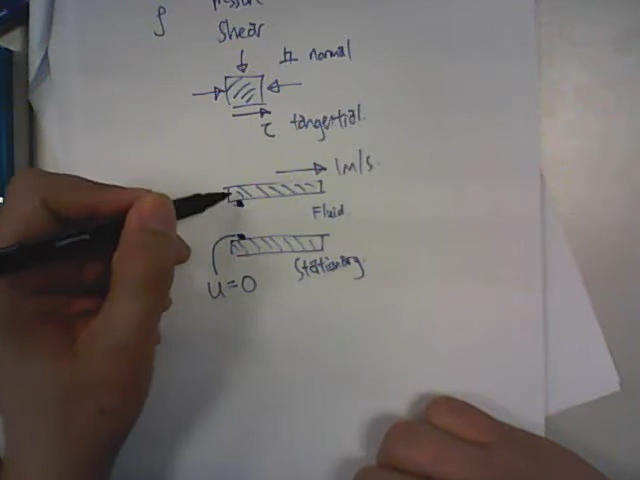 ρ
Shear
⊥ normal
τ tangential.
1M/s.
Fluid
Stationary.
u=0